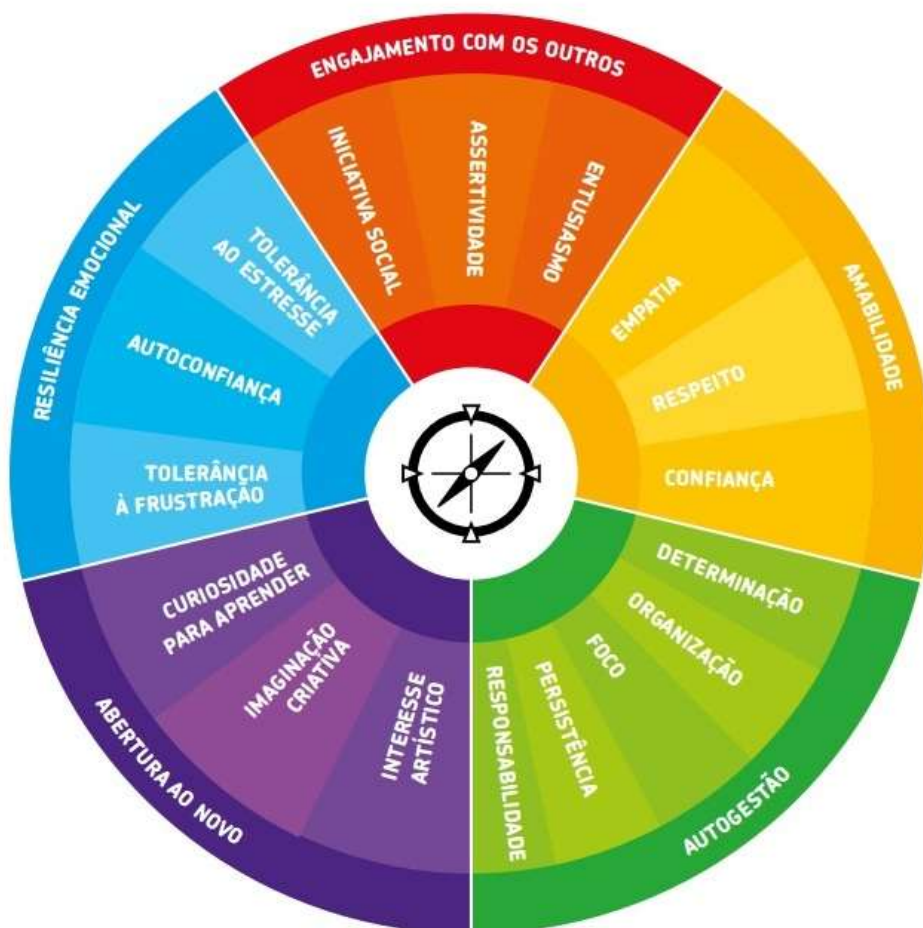 ENGAJAMENTO COM OS OUTROS
INICIATIVA SOCIAL
ASSERTIVIDADE
ENTUSIASMO
AMABILIDADE
EMPATIA
RESPEITO
CONFIANÇA
AUTOGESTÃO
DETERMINAÇÃO
ORGANIZAÇÃO
FOCO
PERSISTÊNCIA
RESPONSABILIDADE
ABERTURA AO NOVO
INTERESSE
ARTÍSTICO
IMAGINAÇÃO
CRIATIVA
CURIOSIDADE
PARA APRENDER
RESILIÊNCIA EMOCIONAL
TOLERÂNCIA
À FRUSTRAÇÃO
AUTOCONFIANÇA
TOLERÂNCIA
AO ESTRESSE